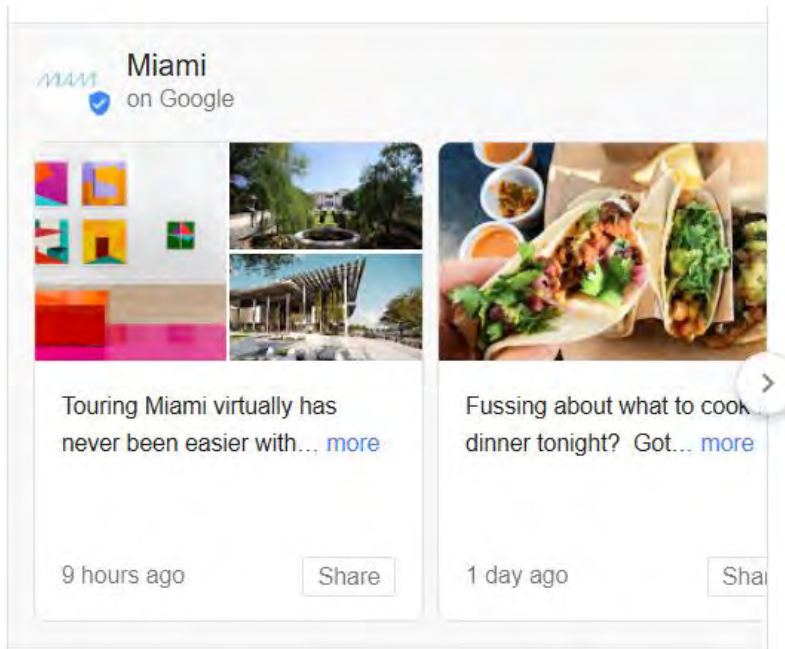 MIAMI
Miami
on Google
Touring Miami virtually has
never been easier with... more
Fussing about what to cook
dinner tonight? Got... more
9 hours ago
Share
1 day ago
Shar